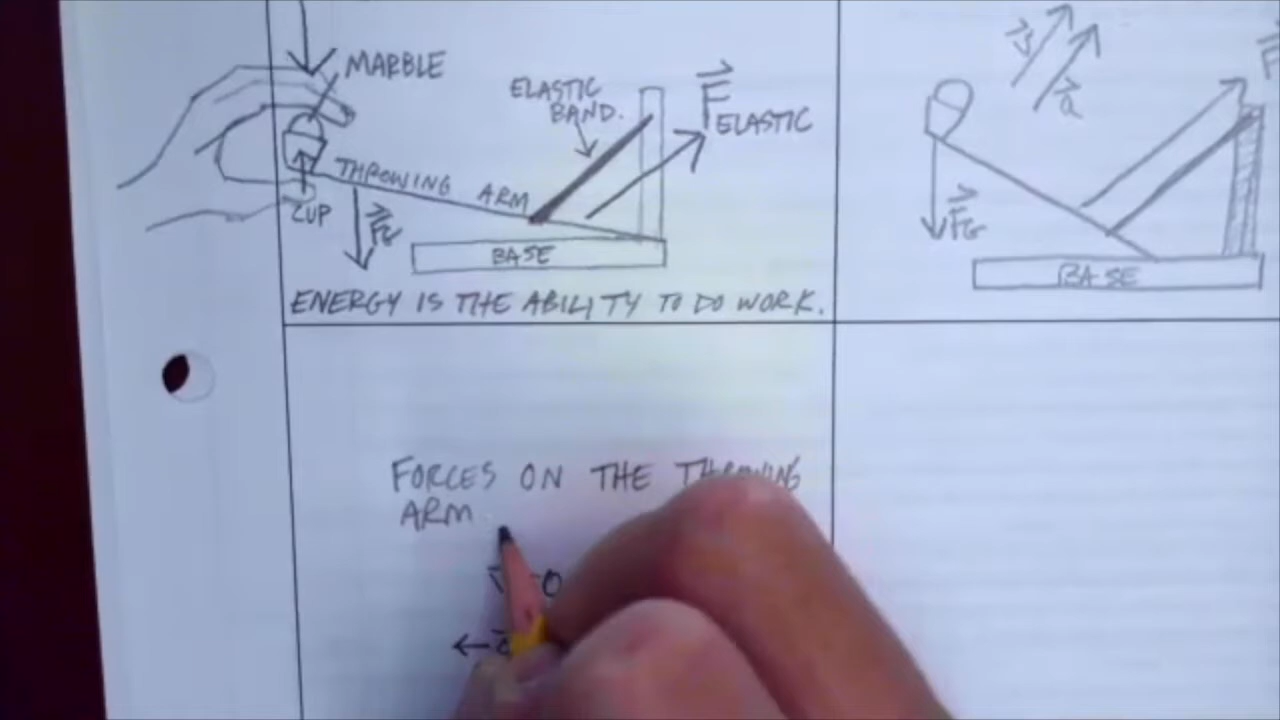 MARBLE
ELASTIC
BAND.
F ELASTIC
THROWING ARM
CUP
FG
BASE
ENERGY IS THE ABILITY TO DO WORK.
a
FG
F
BASE
FORCES ON THE THROWING
ARM